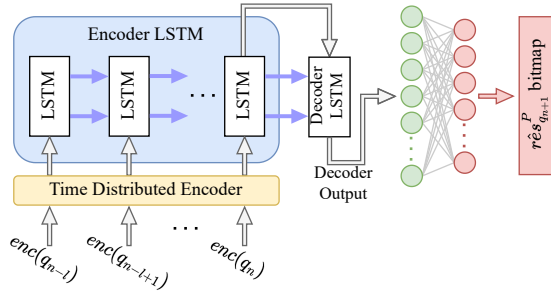 Encoder LSTM
LSTM
LSTM
...
LSTM
Decoder
LSTM
Decoder
Output
Time Distributed Encoder
enc(q_{n-l})
enc(q_{n-l+1})
...
enc(q_n)
r\hat{e}s^P_{q_{n+1}} bitmap